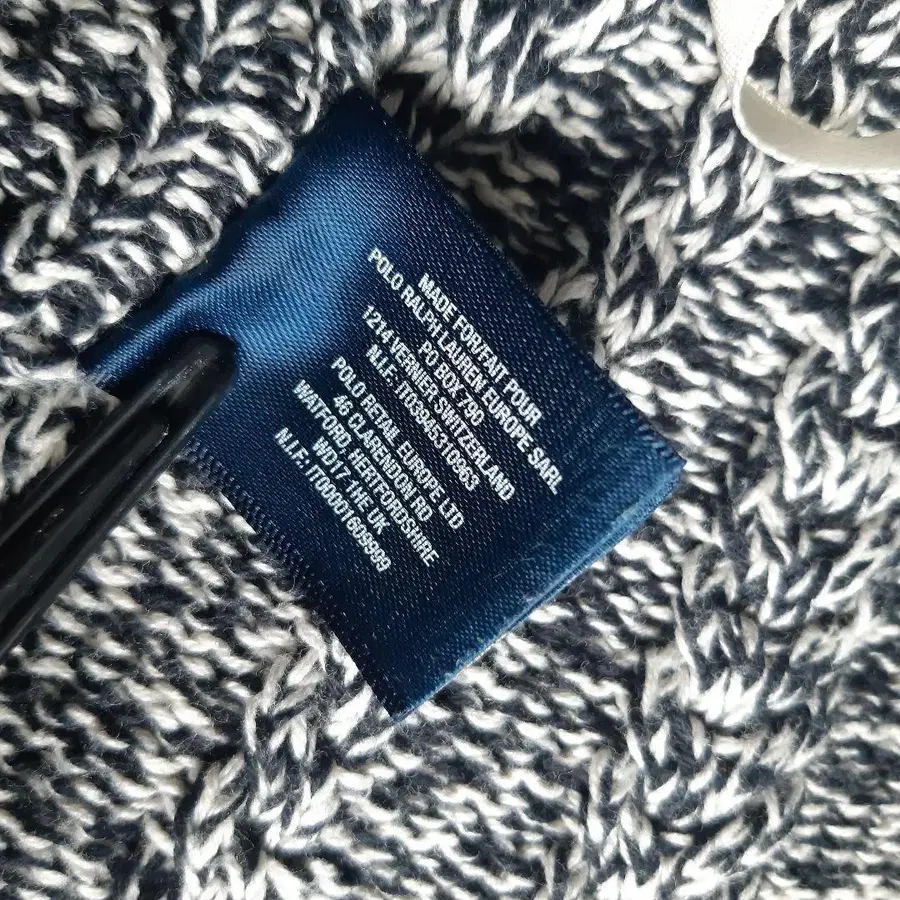 MADE FOR/FAIT POUR
POLO RALPH LAUREN EUROPE SARL
PO BOX 790
1214 VERNIER SWITZERLAND
N.I.F: IT03945310963
POLO RETAIL EUROPE LTD
46 CLARENDON RD
WATFORD, HERTFORDSHIRE
WD17 1HE UK
N.I.F: IT00001609999